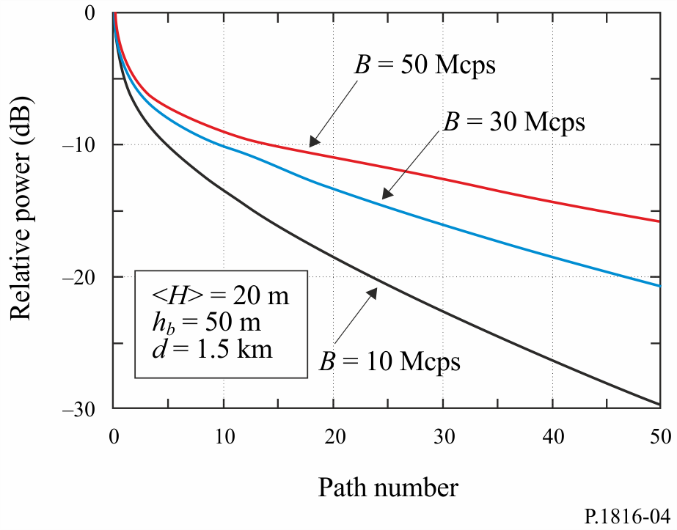 0
–10
–20
–30
Relative power (dB)
B = 50 Mcps
B = 30 Mcps
B = 10 Mcps
<H> = 20 m
h_b = 50 m
d = 1.5 km
0 10 20 30 40 50
Path number
P.1816-04